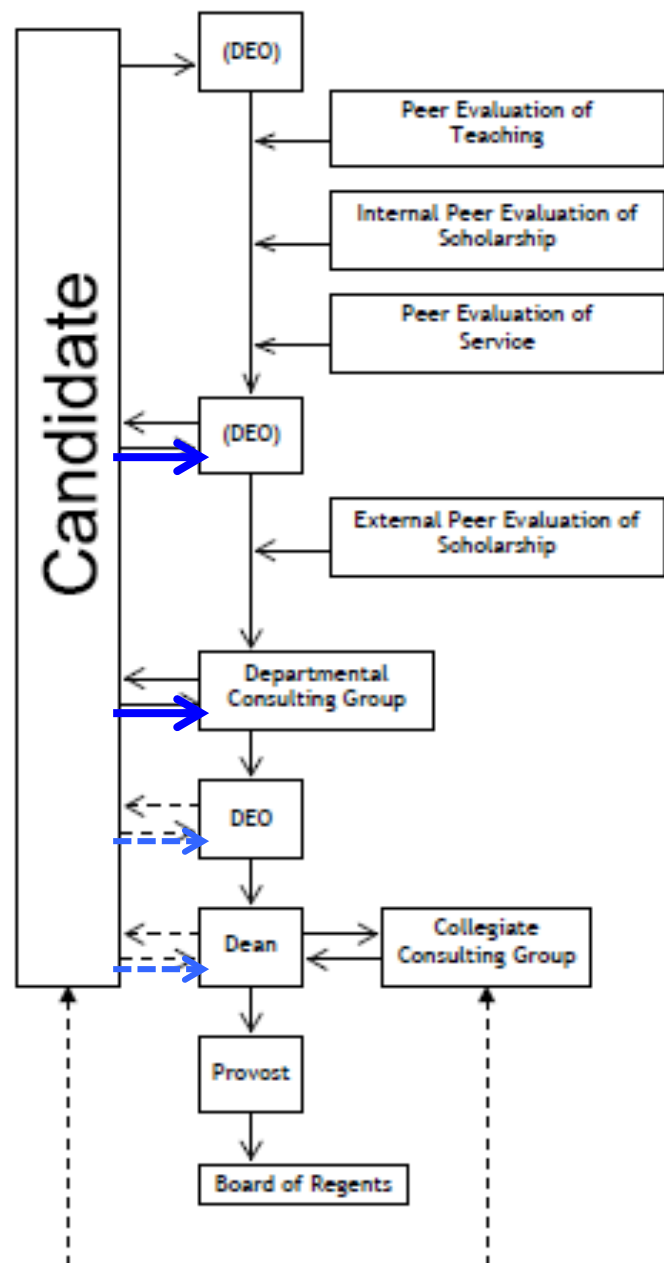 Candidate
(DEO)
Peer Evaluation of
Teaching
Internal Peer Evaluation of
Scholarship
Peer Evaluation of
Service
(DEO)
External Peer Evaluation of
Scholarship
Departmental
Consulting Group
DEO
Dean
Collegiate
Consulting Group
Provost
Board of Regents